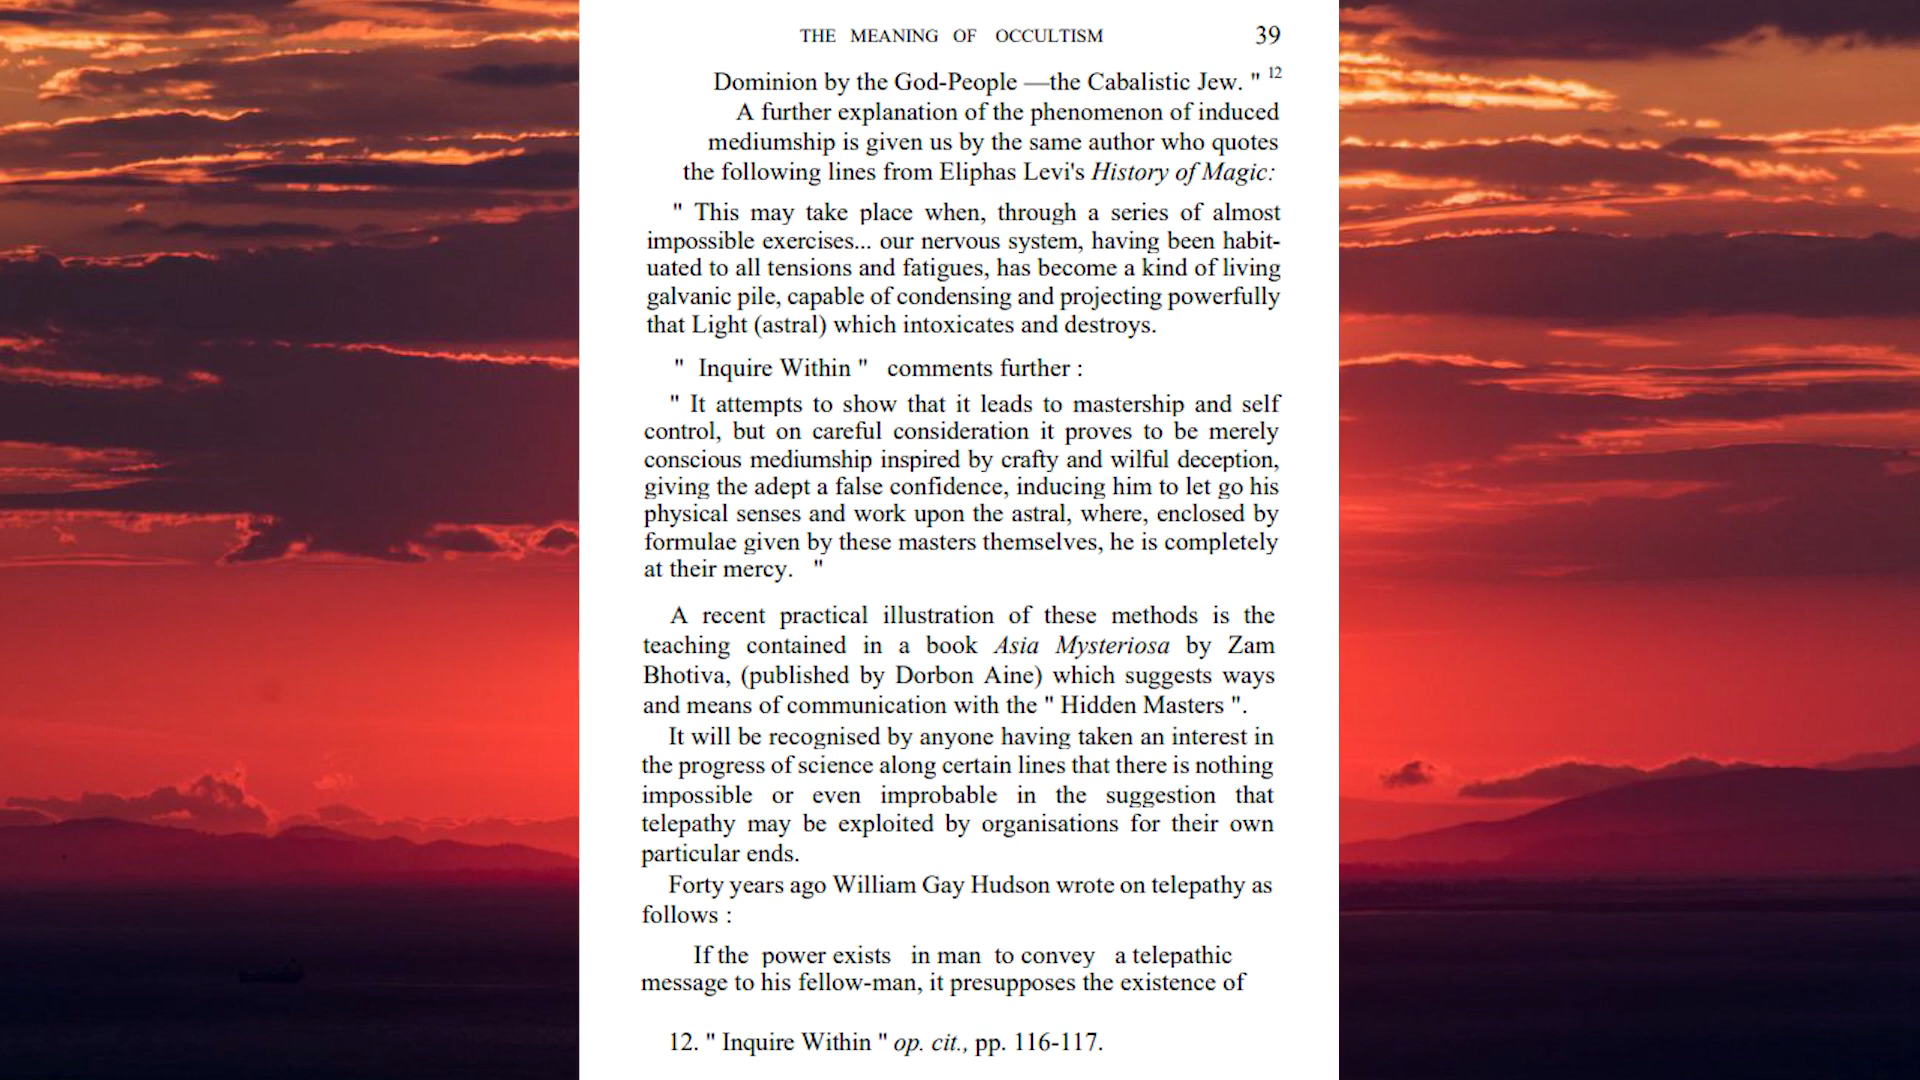 THE MEANING OF OCCULTISM 39
Dominion by the God-People —the Cabalistic Jew. " 12
A further explanation of the phenomenon of induced
mediumship is given us by the same author who quotes
the following lines from Eliphas Levi's History of Magic:
" This may take place when, through a series of almost
impossible exercises... our nervous system, having been habit-
uated to all tensions and fatigues, has become a kind of living
galvanic pile, capable of condensing and projecting powerfully
that Light (astral) which intoxicates and destroys.
" Inquire Within " comments further :
" It attempts to show that it leads to mastership and self
control, but on careful consideration it proves to be merely
conscious mediumship inspired by crafty and wilful deception,
giving the adept a false confidence, inducing him to let go his
physical senses and work upon the astral, where, enclosed by
formulae given by these masters themselves, he is completely
at their mercy. "
A recent practical illustration of these methods is the
teaching contained in a book Asia Mysteriosa by Zam
Bhotiva, (published by Dorbon Aine) which suggests ways
and means of communication with the " Hidden Masters ".
It will be recognised by anyone having taken an interest in
the progress of science along certain lines that there is nothing
impossible or even improbable in the suggestion that
telepathy may be exploited by organisations for their own
particular ends.
Forty years ago William Gay Hudson wrote on telepathy as
follows :
If the power exists in man to convey a telepathic
message to his fellow-man, it presupposes the existence of
12. " Inquire Within " op. cit., pp. 116-117.